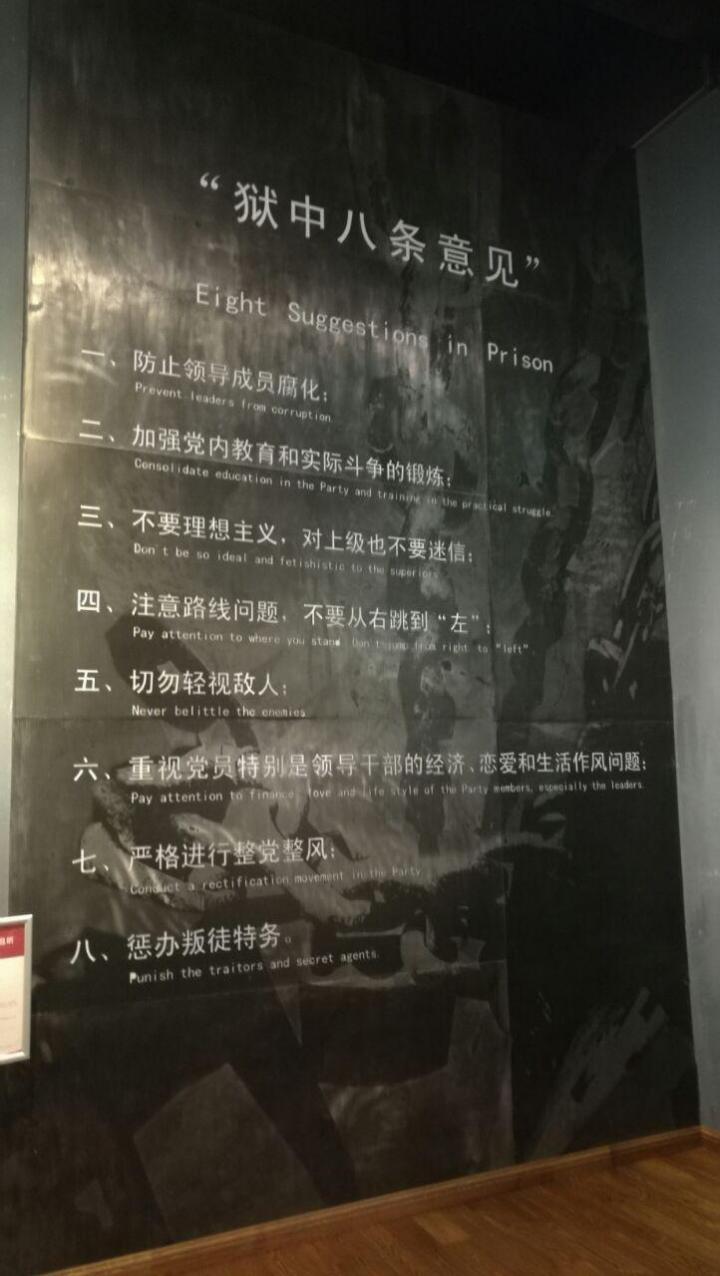 “狱中八条意见”
Eight Suggestions in Prison
一、防止领导成员腐化;
Prevent leaders from corruption
二、加强党内教育和实际斗争的锻炼;
Consolidate education in the Party and training in the practical struggle
三、不要理想主义，对上级也不要迷信;
Don't be so ideal and fetishistic to the superiors
四、注意路线问题，不要从右跳到“左”;
Pay attention to where you stand Don't jump from right to "left"
五、切勿轻视敌人;
Never belittle the enemies
六、重视党员特别是领导干部的经济、恋爱和生活作风问题;
Pay attention to finance, love and life style of the Party members, especially the leaders
七、严格进行整党整风;
Conduct a rectification movement in the Party
八、惩办叛徒特务。
Punish the traitors and secret agents.